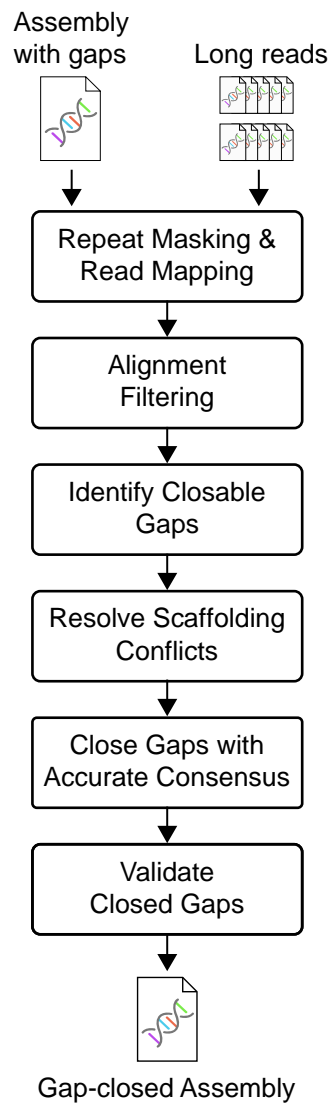 Assembly
with gaps
Long reads
Repeat Masking &
Read Mapping
Alignment
Filtering
Identify Closable
Gaps
Resolve Scaffolding
Conflicts
Close Gaps with
Accurate Consensus
Validate
Closed Gaps
Gap-closed Assembly